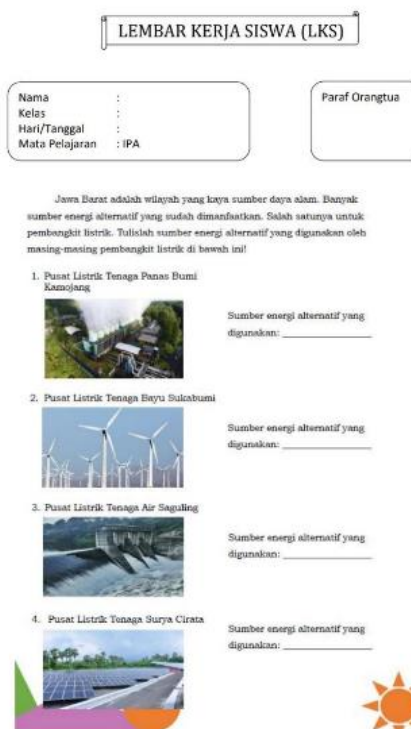 LEMBAR KERJA SISWA (LKS)
Nama :
Kelas :
Hari/Tanggal :
Mata Pelajaran : IPA
Paraf Orangtua
Jawa Barat adalah wilayah yang kaya sumber daya alam. Banyak
sumber energi alternatif yang sudah dimanfaatkan. Salah satunya untuk
pembangkit listrik. Tulislah sumber energi alternatif yang digunakan oleh
masing-masing pembangkit listrik di bawah ini!
1. Pusat Listrik Tenaga Panas Bumi
Kamojang
Sumber energi alternatif yang
digunakan: ___________________
2. Pusat Listrik Tenaga Bayu Sukabumi
Sumber energi alternatif yang
digunakan: ___________________
3. Pusat Listrik Tenaga Air Saguling
Sumber energi alternatif yang
digunakan: ___________________
4. Pusat Listrik Tenaga Surya Cirata
Sumber energi alternatif yang
digunakan: ___________________